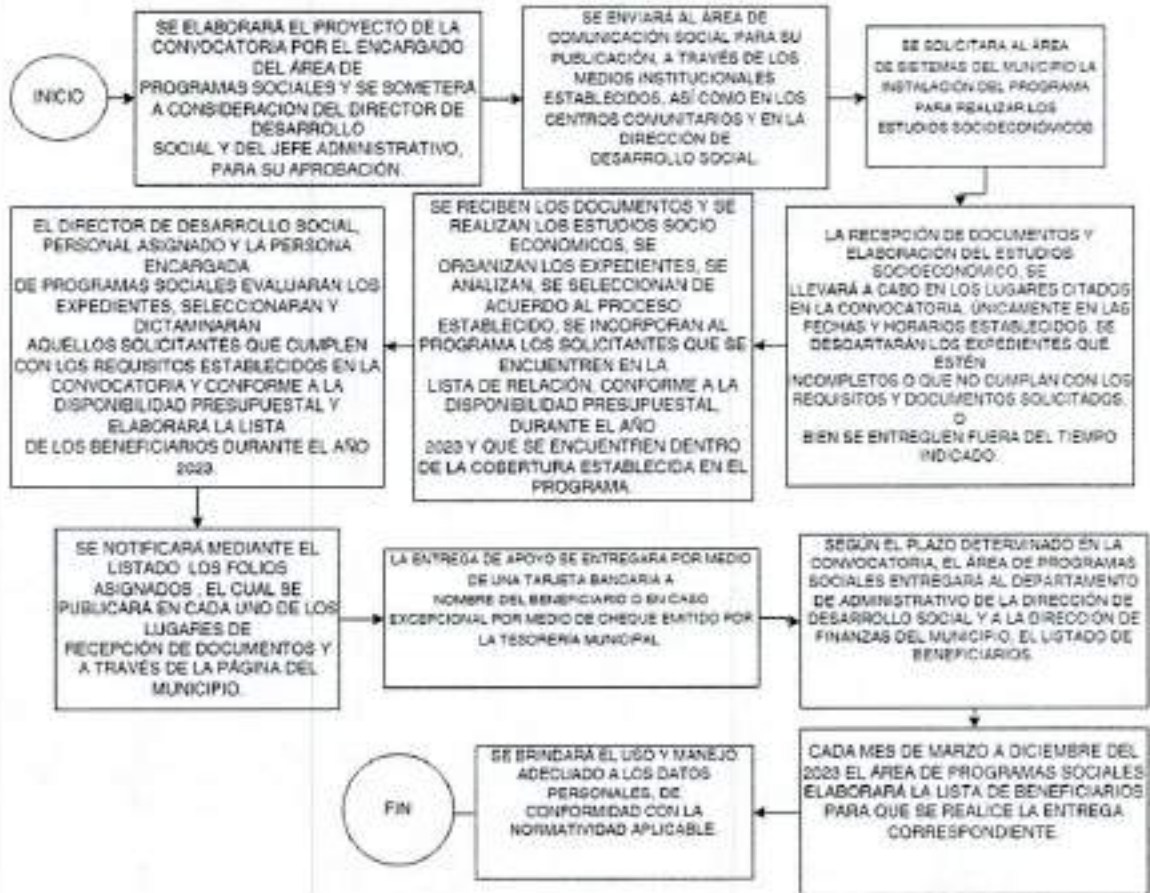 INICIO
SE ELABORARÁ EL PROYECTO DE LA
CONVOCATORIA POR EL ENCARGADO
DEL ÁREA DE
PROGRAMAS SOCIALES Y SE SOMETERÁ
A CONSIDERACION DEL DIRECTOR DE
DESARROLLO
SOCIAL Y DEL JEFE ADMINISTRATIVO,
PARA SU APROBACIÓN.
SE ENVIARÁ AL ÁREA DE
COMUNICACIÓN SOCIAL PARA SU
PUBLICACIÓN, A TRAVÉS DE LOS
MEDIOS INSTITUCIONALES
ESTABLECIDOS, ASÍ COMO EN LOS
CENTROS COMUNITARIOS Y EN LA
DIRECCIÓN DE
DESARROLLO SOCIAL.
SE SOLICITARA AL ÁREA
DE SISTEMAS DEL MUNICIPIO LA
INSTALACIÓN DEL PROGRAMA
PARA REALIZAR LOS
ESTUDIOS SOCIOECONÓMICOS
LA RECEPCIÓN DE DOCUMENTOS Y
ELABORACIÓN DEL ESTUDIOS
SOCIOECONÓMICO, SE
LLEVARÁ A CABO EN LOS LUGARES CITADOS
EN LA CONVOCATORIA, ÚNICAMENTE EN LAS
FECHAS Y HORARIOS ESTABLECIDOS. SE
DESCARTARÁN LOS EXPEDIENTES QUE
ESTÉN
INCOMPLETOS O QUE NO CUMPLAN CON LOS
REQUISITOS Y DOCUMENTOS SOLICITADOS,
O
BIEN SE ENTREGUEN FUERA DEL TIEMPO
INDICADO.
SE RECIBEN LOS DOCUMENTOS Y SE
REALIZAN LOS ESTUDIOS SOCIO
ECONOMICOS, SE
ORGANIZAN LOS EXPEDIENTES, SE
ANALIZAN, SE SELECCIONAN DE
ACUERDO AL PROCESO
ESTABLECIDO, SE INCORPORAN AL
PROGRAMA LOS SOLICITANTES QUE SE
ENCUENTREN EN LA
LISTA DE RELACIÓN, CONFORME A LA
DISPONIBILIDAD PRESUPUESTAL,
DURANTE EL AÑO
2023 Y QUE SE ENCUENTREN DENTRO
DE LA COBERTURA ESTABLECIDA EN EL
PROGRAMA.
EL DIRECTOR DE DESARROLLO SOCIAL,
PERSONAL ASIGNADO Y LA PERSONA
ENCARGADA
DE PROGRAMAS SOCIALES EVALUARÁN LOS
EXPEDIENTES, SELECCIONARAN Y
DICTAMINARAN
AQUELLOS SOLICITANTES QUE CUMPLEN
CON LOS REQUISITOS ESTABLECIDOS EN LA
CONVOCATORIA Y CONFORME A LA
DISPONIBILIDAD PRESUPUESTAL Y
ELABORARÁ LA LISTA
DE LOS BENEFICIARIOS DURANTE EL AÑO
2023.
SE NOTIFICARÁ MEDIANTE EL
LISTADO LOS FOLIOS
ASIGNADOS , EL CUAL SE
PUBLICARÁ EN CADA UNO DE LOS
LUGARES DE
RECEPCIÓN DE DOCUMENTOS Y
A TRAVÉS DE LA PÁGINA DEL
MUNICIPIO.
LA ENTREGA DE APOYO SE ENTREGARA POR MEDIO
DE UNA TARJETA BANCARIA A
NOMBRE DEL BENEFICIARIO O EN CASO
EXCEPCIONAL POR MEDIO DE CHEQUE EMITIDO POR
LA TESORERÍA MUNICIPAL
SEGÚN EL PLAZO DETERMINADO EN LA
CONVOCATORIA, EL ÁREA DE PROGRAMAS
SOCIALES ENTREGARÁ AL DEPARTAMENTO
DE ADMINISTRATIVO DE LA DIRECCIÓN DE
DESARROLLO SOCIAL Y A LA DIRECCIÓN DE
FINANZAS DEL MUNICIPIO, EL LISTADO DE
BENEFICIARIOS.
CADA MES DE MARZO A DICIEMBRE DEL
2023 EL ÁREA DE PROGRAMAS SOCIALES
ELABORARÁ LA LISTA DE BENEFICIARIOS
PARA QUE SE REALICE LA ENTREGA
CORRESPONDIENTE.
SE BRINDARÁ EL USO Y MANEJO
ADECUADO A LOS DATOS
PERSONALES, DE
CONFORMIDAD CON LA
NORMATIVIDAD APLICABLE.
FIN